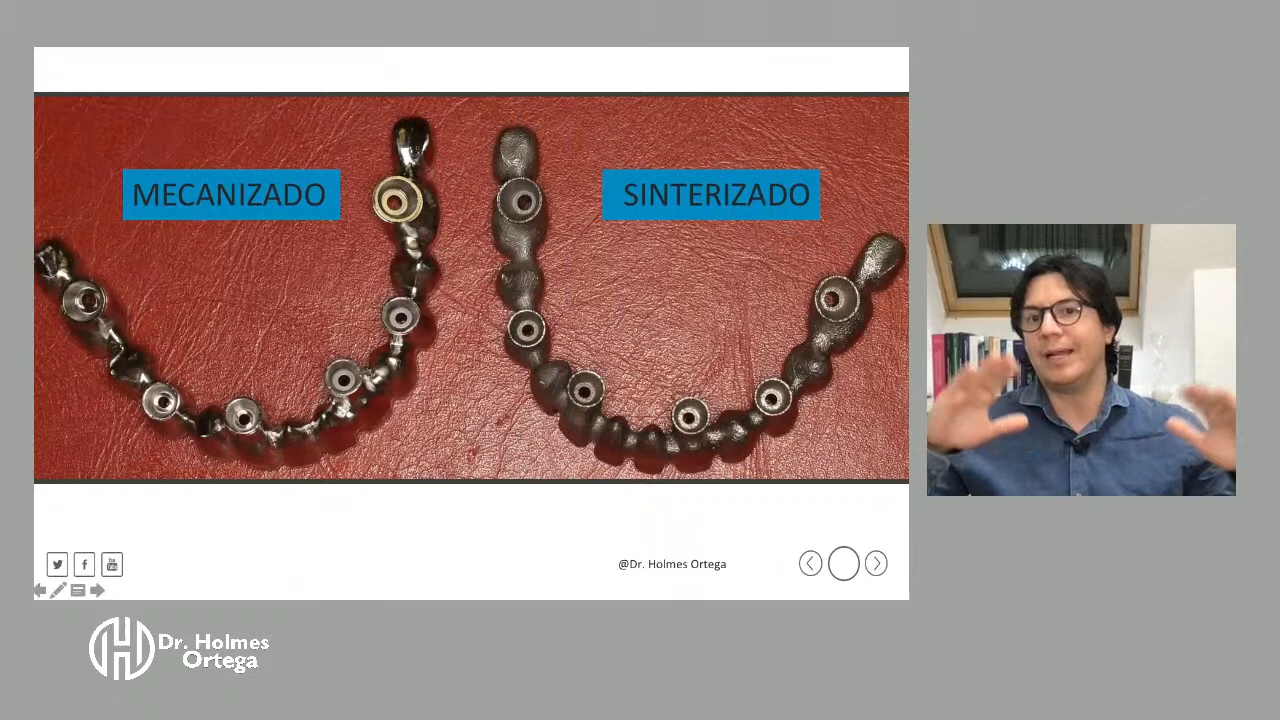 MECANIZADO
SINTERIZADO
@Dr. Holmes Ortega
Dr. Holmes
Ortega